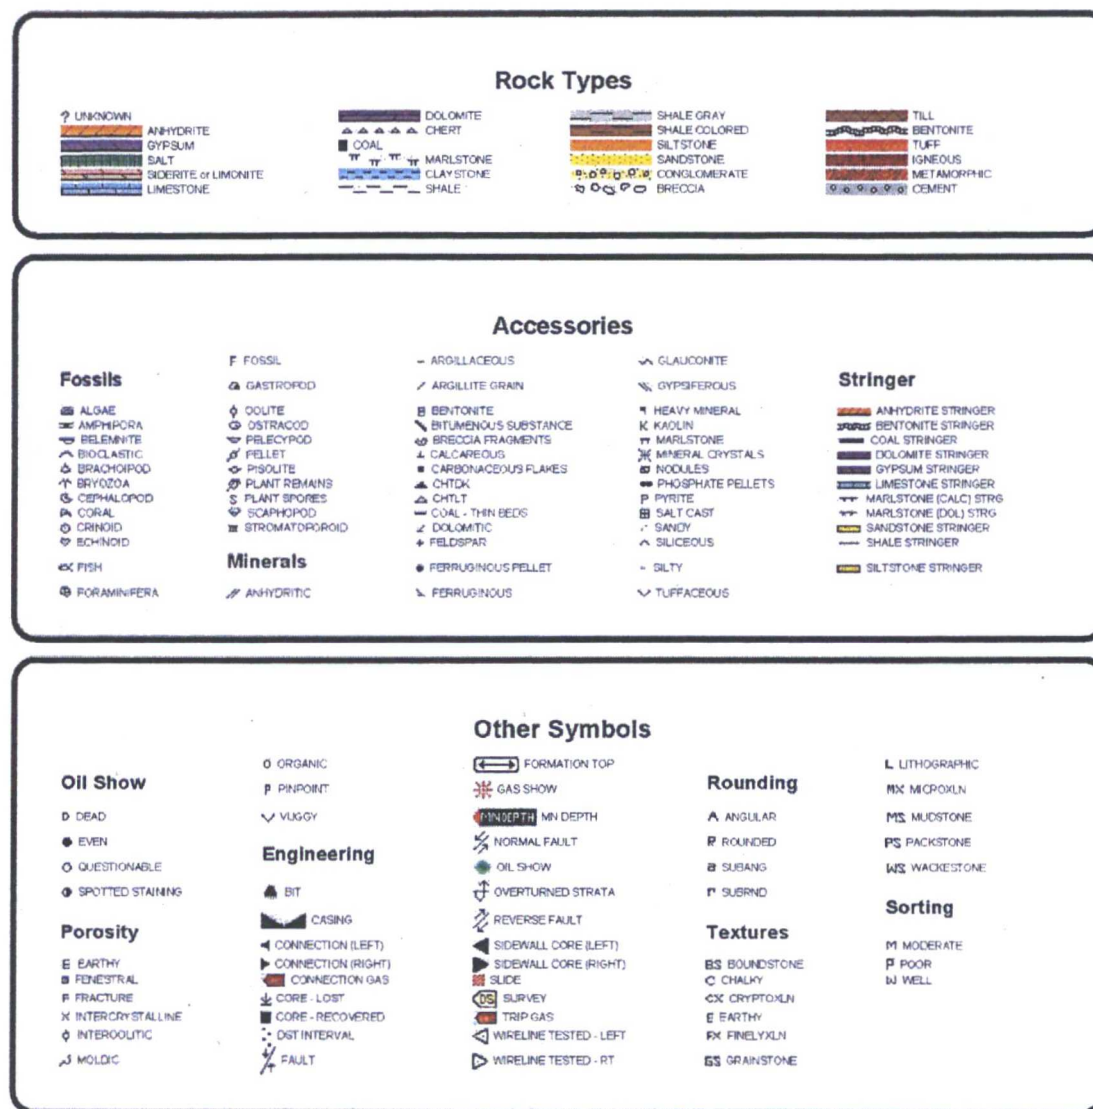 Rock Types
? UNKNOWN
ANHYDRITE
GYPSUM
SALT
SIDERITE or LIMONITE
LIMESTONE
DOLOMITE
CHERT
COAL
MARLSTONE
CLAYSTONE
SHALE
SHALE GRAY
SHALE COLORED
SILTSTONE
SANDSTONE
CONGLOMERATE
BRECCIA
TILL
BENTONITE
TUFF
IGNEOUS
METAMORPHIC
CEMENT
Accessories
Fossils
ALGAE
AMPHIPORA
BELEMNITE
BIOCLASTIC
BRACHOIPOD
BRYOZOA
CEPHALOPOD
CORAL
CRINOID
ECHINOID
FISH
FORAMINIFERA
F FOSSIL
GASTROPOD
OOLITE
OSTRACOD
PELECYPOD
PELLET
PISOLITE
PLANT REMAINS
S PLANT SPORES
SCAPHOPOD
STROMATOPOROID
Minerals
ANHYDRITIC
ARGILLACEOUS
ARGILLITE GRAIN
B BENTONITE
BITUMENOUS SUBSTANCE
BRECCIA FRAGMENTS
CALCAREOUS
CARBONACEOUS FLAKES
CHTDK
CHTLT
COAL - THIN BEDS
DOLOMITIC
FELDSPAR
FERRUGINOUS PELLET
FERRUGINOUS
GLAUCONITE
GYPSIFEROUS
HEAVY MINERAL
K KAOLIN
MARLSTONE
MINERAL CRYSTALS
NODULES
PHOSPHATE PELLETS
P PYRITE
SALT CAST
SANDY
SILICEOUS
SILTY
TUFFACEOUS
Stringer
ANHYDRITE STRINGER
BENTONITE STRINGER
COAL STRINGER
DOLOMITE STRINGER
GYPSUM STRINGER
LIMESTONE STRINGER
MARLSTONE (CALC) STRG
MARLSTONE (DOL) STRG
SANDSTONE STRINGER
SHALE STRINGER
SILTSTONE STRINGER
Other Symbols
Oil Show
D DEAD
EVEN
QUESTIONABLE
SPOTTED STAINING
Porosity
E EARTHY
FENESTRAL
F FRACTURE
X INTERCRYSTALLINE
INTEROOLITIC
MOLDIC
O ORGANIC
P PINPOINT
VUGGY
Engineering
BIT
CASING
CONNECTION (LEFT)
CONNECTION (RIGHT)
CONNECTION GAS
CORE - LOST
CORE - RECOVERED
DST INTERVAL
FAULT
FORMATION TOP
GAS SHOW
MN DEPTH MN DEPTH
NORMAL FAULT
OIL SHOW
OVERTURNED STRATA
REVERSE FAULT
SIDEWALL CORE (LEFT)
SIDEWALL CORE (RIGHT)
SLIDE
DS SURVEY
TRIP GAS
WIRELINE TESTED - LEFT
WIRELINE TESTED - RT
Rounding
A ANGULAR
R ROUNDED
a SUBANG
r SUBRND
Textures
BS BOUNDSTONE
C CHALKY
CX CRYPTOXLN
E EARTHY
FX FINELYXLN
GS GRAINSTONE
L LITHOGRAPHIC
MX MICROXLN
MS MUDSTONE
PS PACKSTONE
WS WACKESTONE
Sorting
M MODERATE
P POOR
W WELL